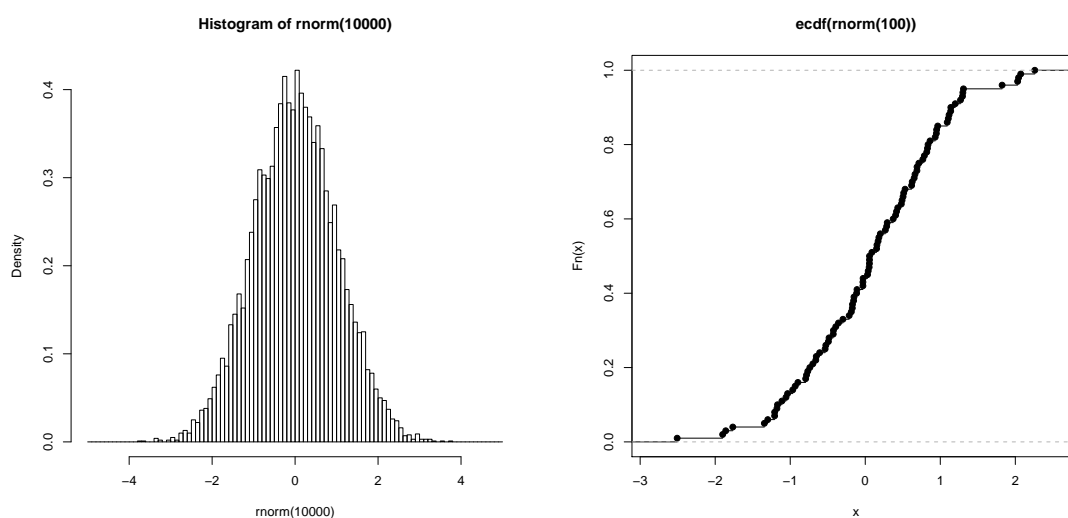 Histogram of rnorm(10000)
Density
0.0 0.1 0.2 0.3 0.4
−4 −2 0 2 4
rnorm(10000)
ecdf(rnorm(100))
Fn(x)
0.0 0.2 0.4 0.6 0.8 1.0
−3 −2 −1 0 1 2
x